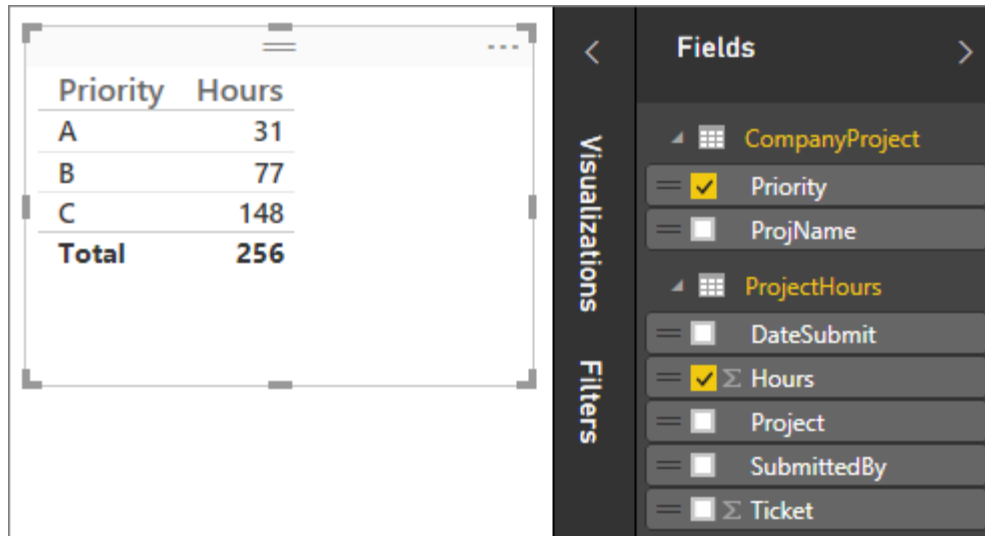 Priority Hours
A 31
B 77
C 148
Total 256
Visualizations
Filters
Fields
CompanyProject
Priority
ProjName
ProjectHours
DateSubmit
Σ Hours
Project
SubmittedBy
Σ Ticket